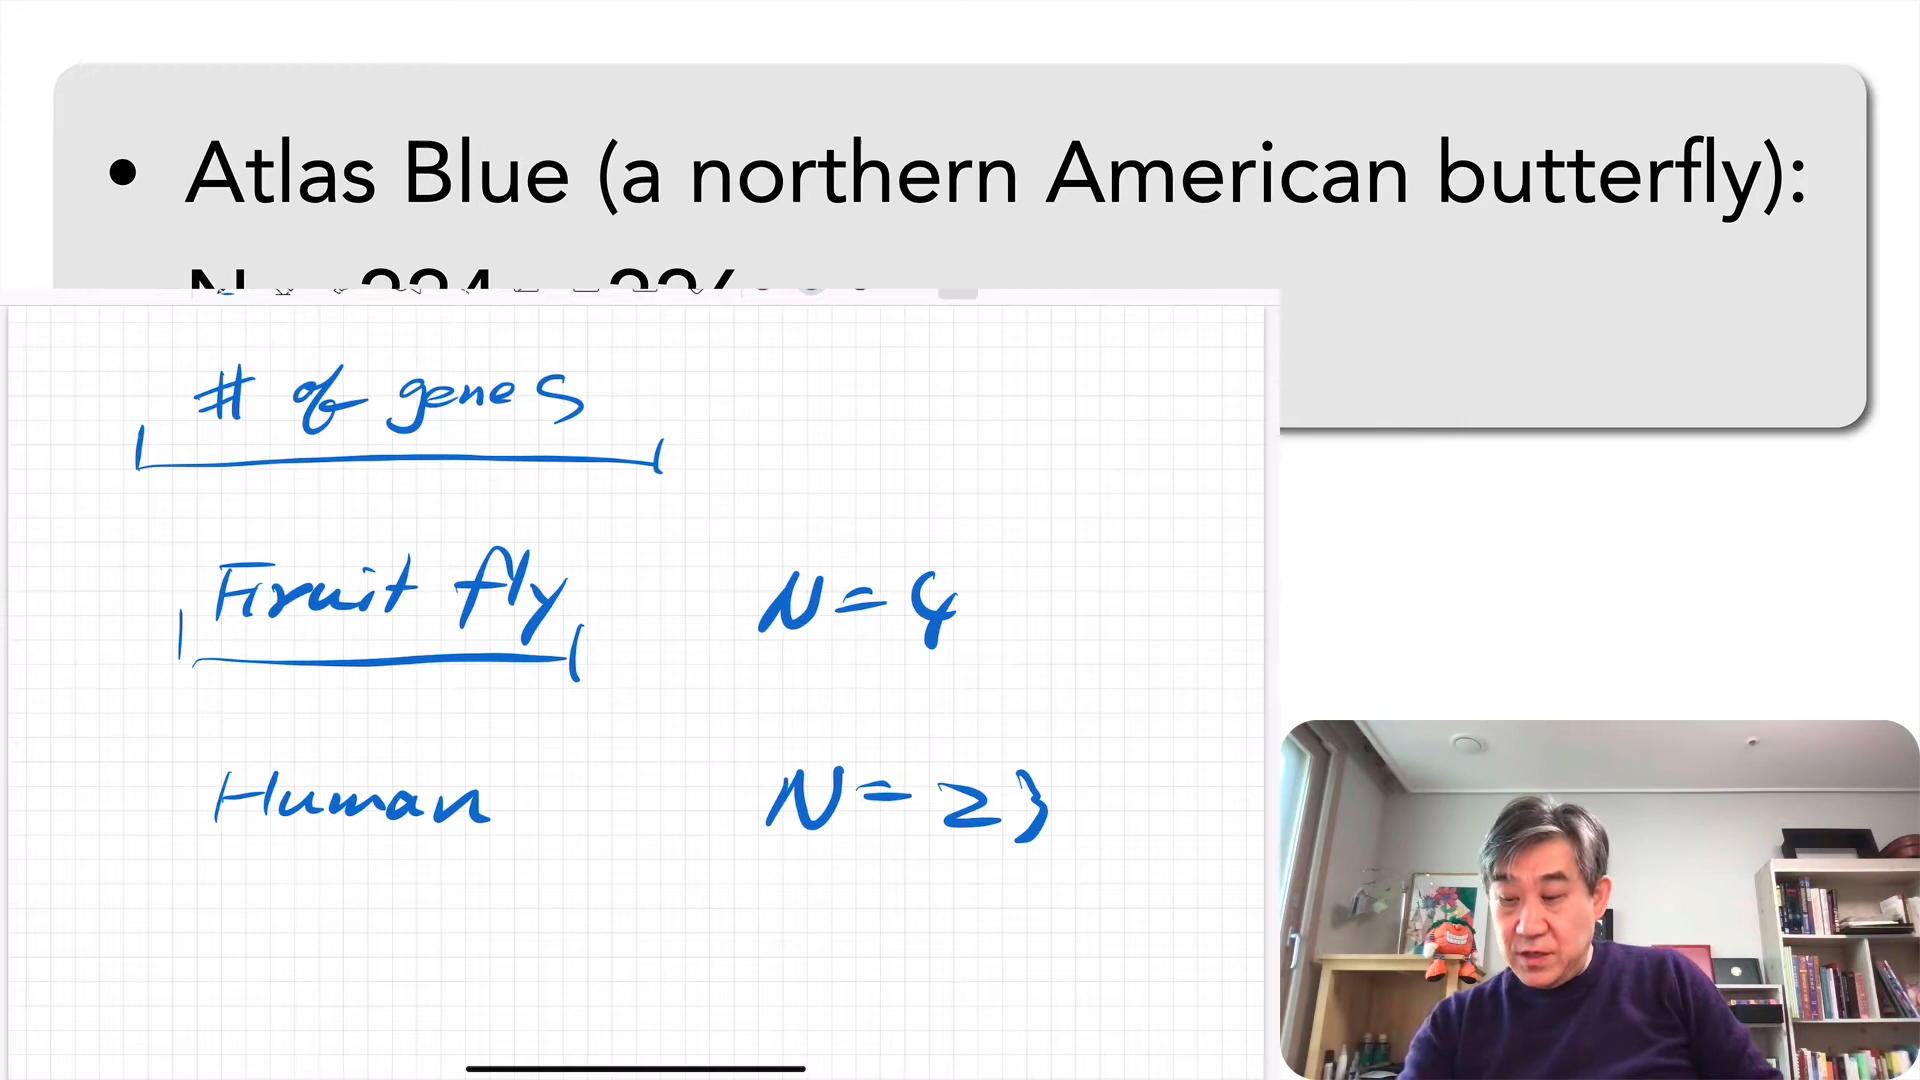 • Atlas Blue (a northern American butterfly):
# of genes
Fruit fly N = 4
Human N = 23